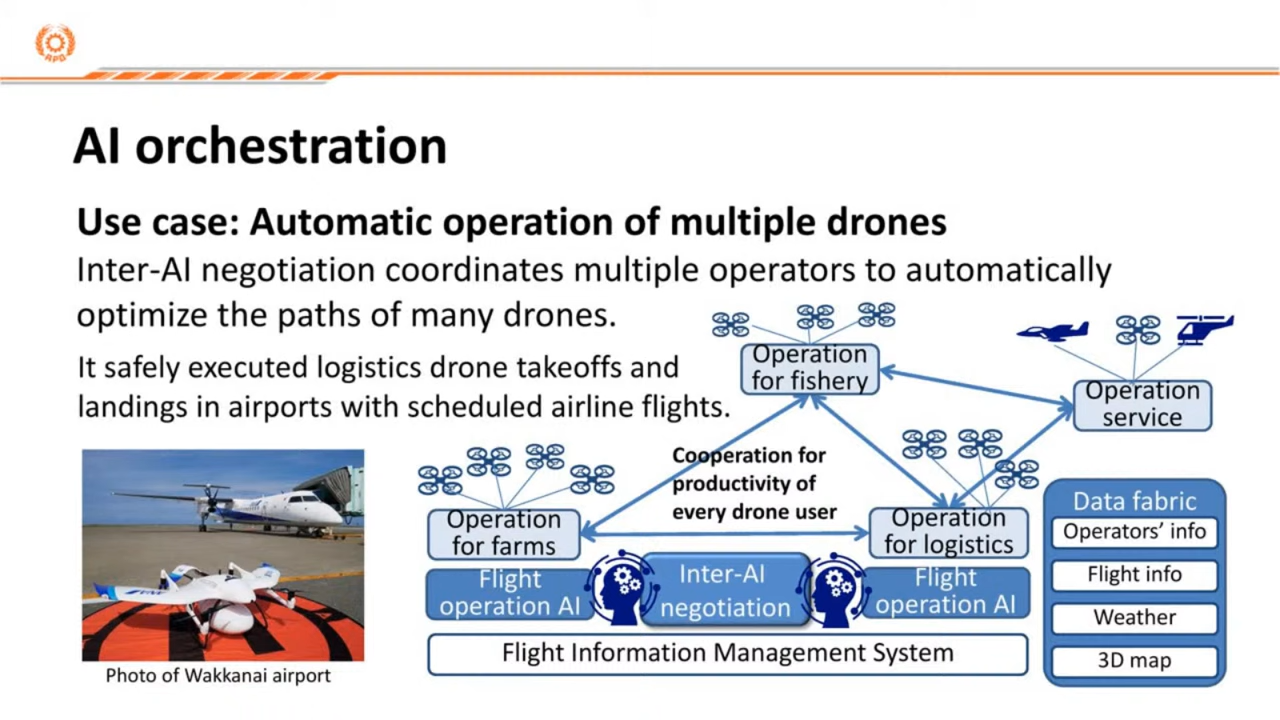 RPD
AI orchestration
Use case: Automatic operation of multiple drones
Inter-AI negotiation coordinates multiple operators to automatically
optimize the paths of many drones.
It safely executed logistics drone takeoffs and
landings in airports with scheduled airline flights.
Operation
for fishery
Operation
service
Cooperation for
productivity of
every drone user
Operation
for farms
Operation
for logistics
Flight
operation AI
Inter-AI
negotiation
Flight
operation AI
Flight Information Management System
Data fabric
Operators' info
Flight info
Weather
3D map
Photo of Wakkanai airport